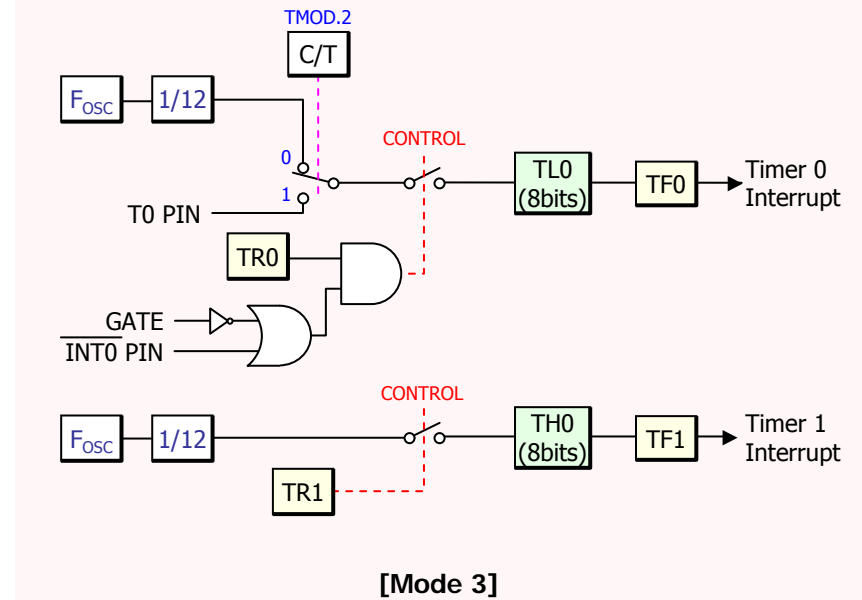 TMOD.2
C/T
FOSC
1/12
CONTROL
0
1
T0 PIN
TL0
(8bits)
TF0
Timer 0
Interrupt
TR0
GATE
INT0 PIN
CONTROL
FOSC
1/12
TH0
(8bits)
TF1
Timer 1
Interrupt
TR1
[Mode 3]